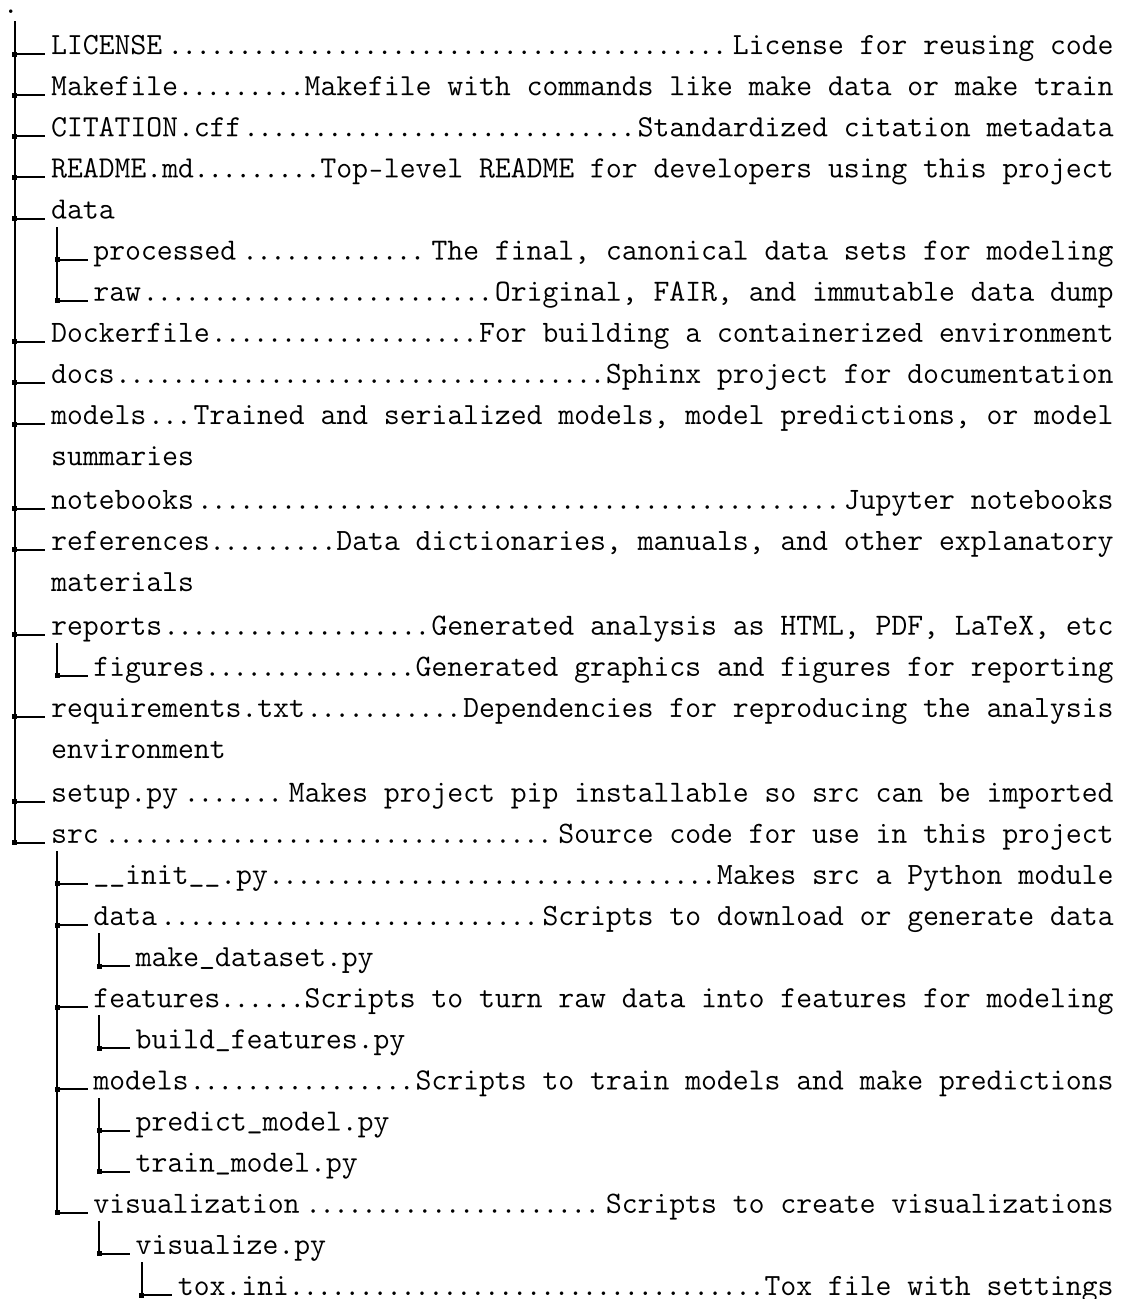 .
LICENSE ........................................ License for reusing code
Makefile.........Makefile with commands like make data or make train
CITATION.cff ............................ Standardized citation metadata
README.md.........Top-level README for developers using this project
data
processed ............. The final, canonical data sets for modeling
raw.........................Original, FAIR, and immutable data dump
Dockerfile...................For building a containerized environment
docs...................................Sphinx project for documentation
models...Trained and serialized models, model predictions, or model
summaries
notebooks .............................................. Jupyter notebooks
references.........Data dictionaries, manuals, and other explanatory
materials
reports...................Generated analysis as HTML, PDF, LaTeX, etc
figures...............Generated graphics and figures for reporting
requirements.txt...........Dependencies for reproducing the analysis
environment
setup.py ....... Makes project pip installable so src can be imported
src ................................ Source code for use in this project
__init__.py................................Makes src a Python module
data...........................Scripts to download or generate data
make_dataset.py
features......Scripts to turn raw data into features for modeling
build_features.py
models................Scripts to train models and make predictions
predict_model.py
train_model.py
visualization ..................... Scripts to create visualizations
visualize.py
tox.ini..................................Tox file with settings